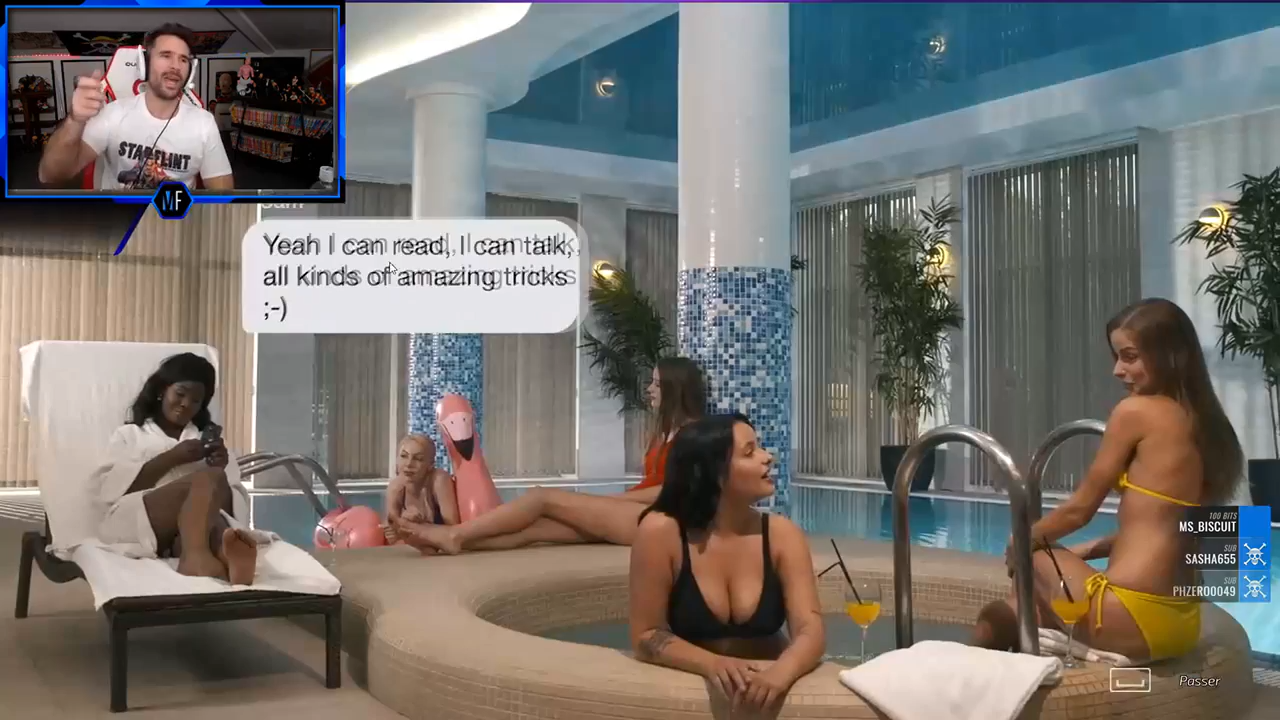 STARFLINT
MF
Sam
Yeah I can read, I can talk,
all kinds of amazing tricks
;-)
100 BITS
MS_BISCUIT
SUB
SASHA655
SUB
PHZER00049
Passer